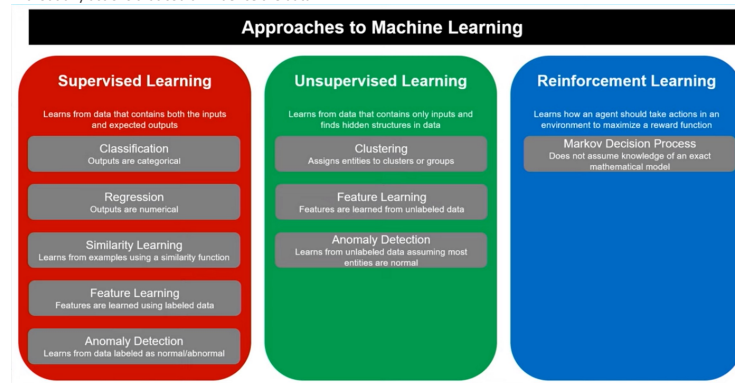 Approaches to Machine Learning
Supervised Learning
Learns from data that contains both the inputs
and expected outputs
Classification
Outputs are categorical
Regression
Outputs are numerical
Similarity Learning
Learns from examples using a similarity function
Feature Learning
Features are learned using labeled data
Anomaly Detection
Learns from data labeled as normal/abnormal
Unsupervised Learning
Learns from data that contains only inputs and
finds hidden structures in data
Clustering
Assigns entities to clusters or groups
Feature Learning
Features are learned from unlabeled data
Anomaly Detection
Learns from unlabeled data assuming most
entities are normal
Reinforcement Learning
Learns how an agent should take actions in an
environment to maximize a reward function
Markov Decision Process
Does not assume knowledge of an exact
mathematical model